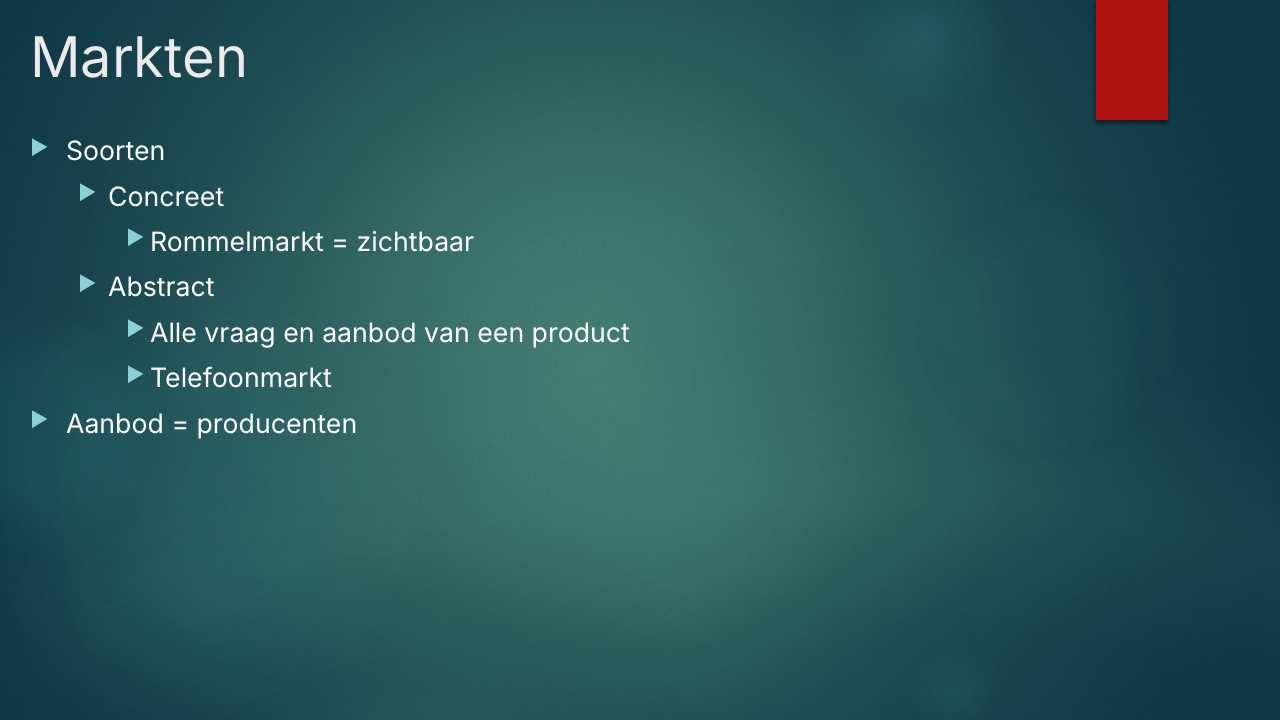 Markten
Soorten
Concreet
Rommelmarkt = zichtbaar
Abstract
Alle vraag en aanbod van een product
Telefoonmarkt
Aanbod = producenten